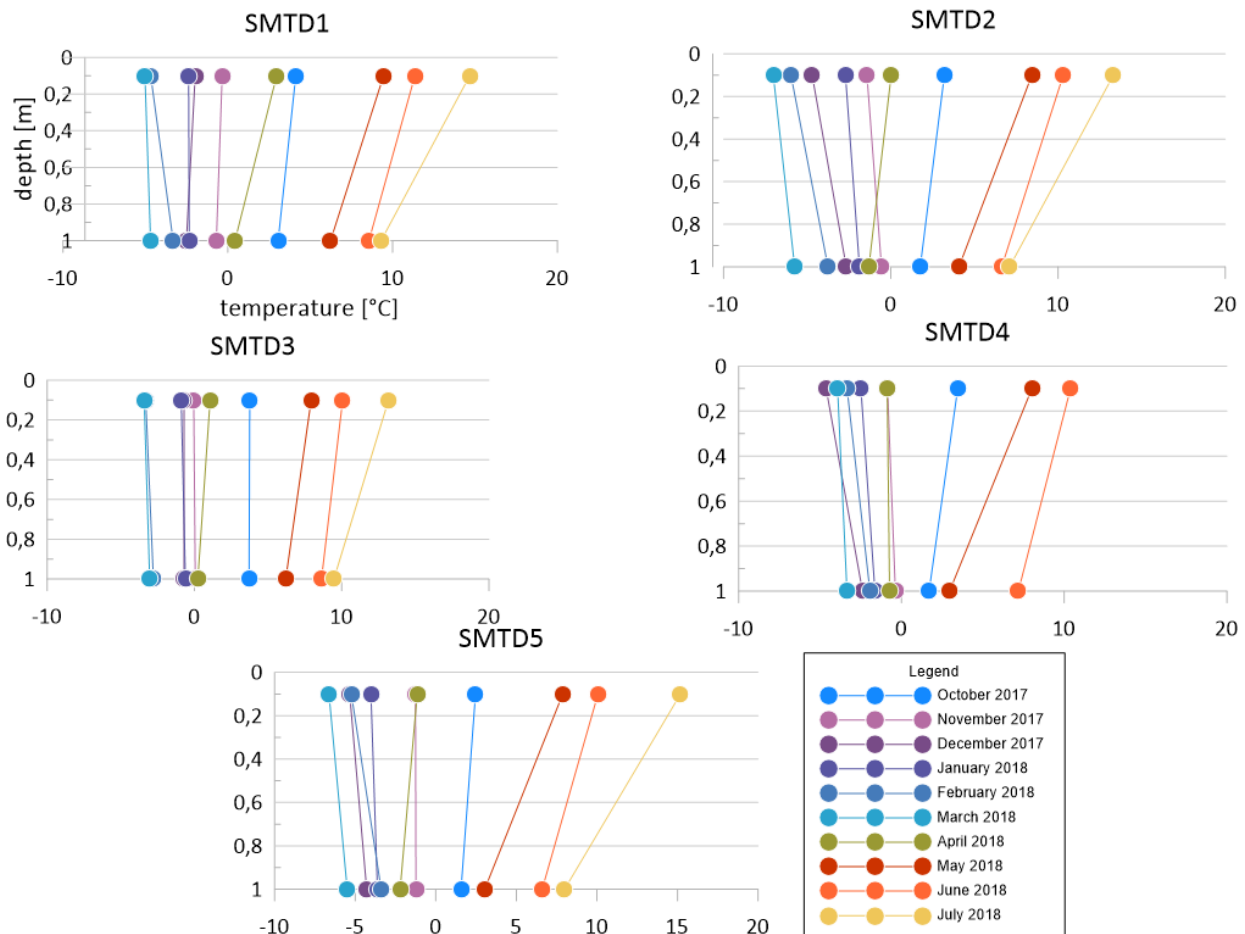 SMTD1
0
0,2
0,4
0,6
0,8
1
depth [m]
-10 0 10 20
temperature [°C]
SMTD2
0
0,2
0,4
0,6
0,8
1
-10 0 10 20
SMTD3
0
0,2
0,4
0,6
0,8
1
-10 0 10 20
SMTD4
0
0,2
0,4
0,6
0,8
1
-10 0 10 20
SMTD5
0
0,2
0,4
0,6
0,8
1
-10 -5 0 5 10 15 20
Legend
October 2017
November 2017
December 2017
January 2018
February 2018
March 2018
April 2018
May 2018
June 2018
July 2018